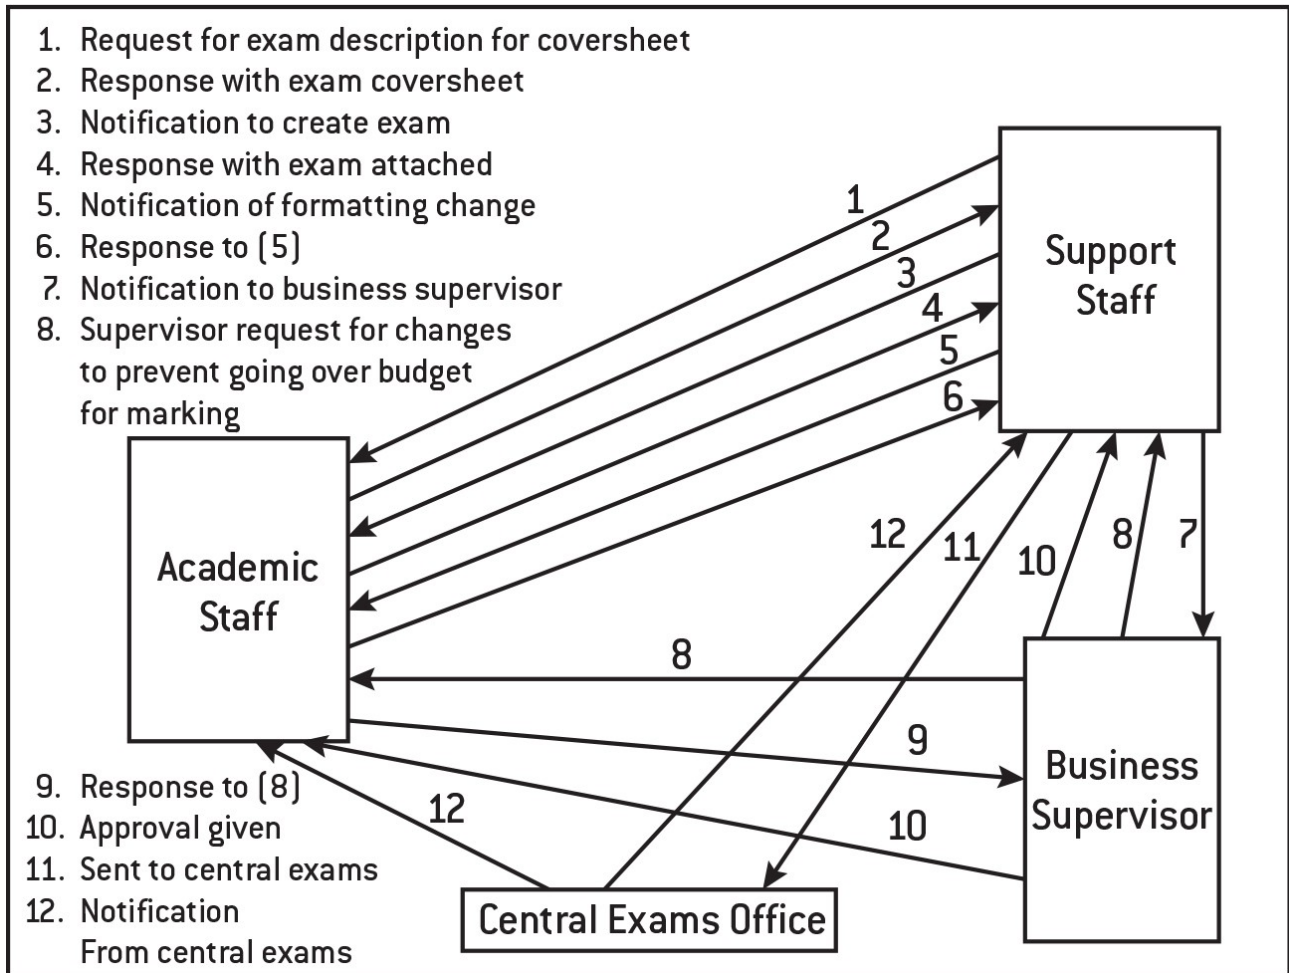 1. Request for exam description for coversheet
2. Response with exam coversheet
3. Notification to create exam
4. Response with exam attached
5. Notification of formatting change
6. Response to (5)
7. Notification to business supervisor
8. Supervisor request for changes
to prevent going over budget
for marking
1
2
3
4
5
6
Support
Staff
12
11
10
8
7
Academic
Staff
8
9
10
12
Business
Supervisor
9. Response to (8)
10. Approval given
11. Sent to central exams
12. Notification
From central exams
Central Exams Office